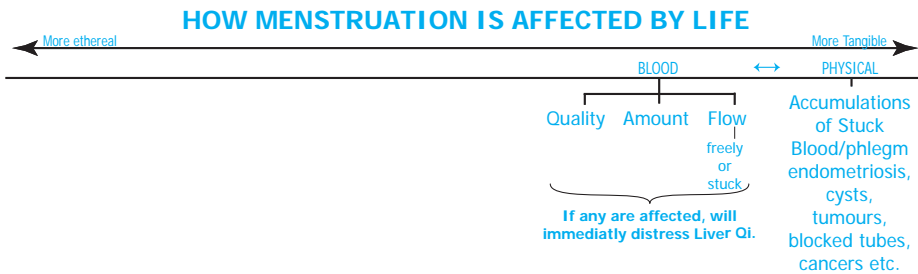 HOW MENSTRUATION IS AFFECTED BY LIFE
More ethereal
More Tangible
BLOOD
↔
PHYSICAL
Quality
Amount
Flow
freely
or
stuck
If any are affected, will
immediatly distress Liver Qi.
Accumulations
of Stuck
Blood/phlegm
endometriosis,
cysts,
tumours,
blocked tubes,
cancers etc.